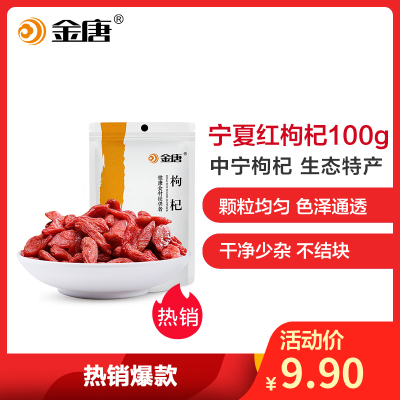 金唐
宁夏红枸杞100g
中宁枸杞 生态特产
颗粒均匀 色泽通透
干净少杂 不结块
金唐
枸杞
热销
热销爆款
活动价
¥9.90